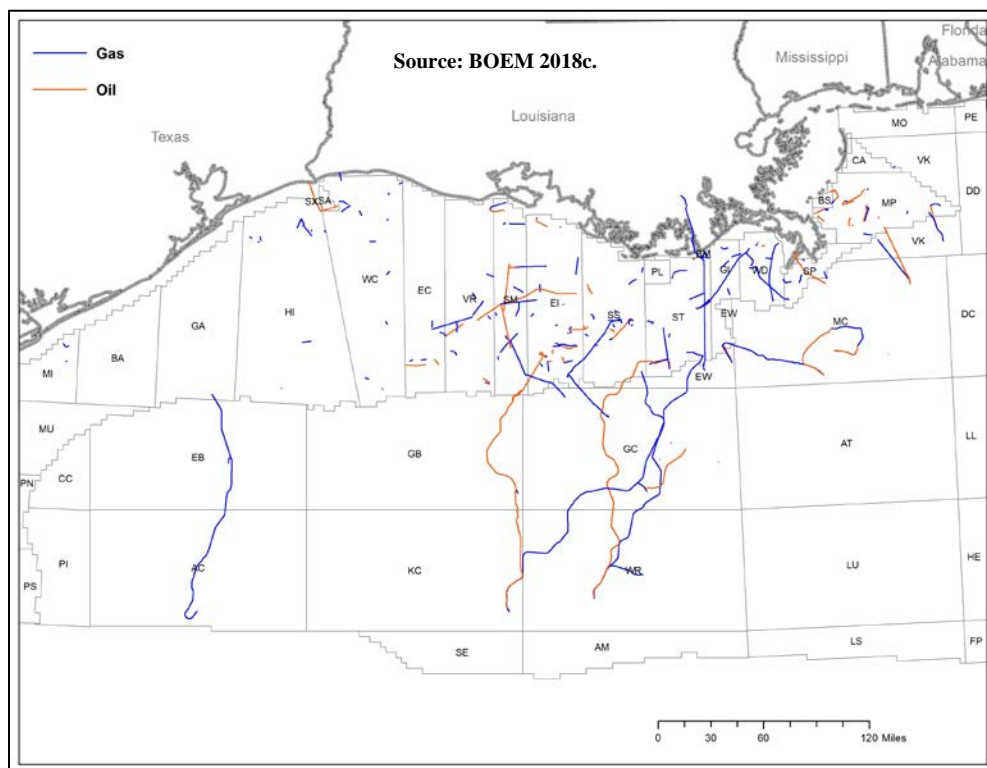 Gas
Oil
Source: BOEM 2018c.
Florida
Mississippi
Alabama
Louisiana
Texas
MO
PE
CA
VK
DD
SXSA
BS
MP
VK
WC
PL
GI
WD
SP
EC
VR
SM
EI
SS
ST
EW
MC
DC
HI
GA
BA
MI
EW
MU
EB
GB
GC
AT
LL
PN
CC
PI
AC
KC
WR
LU
HE
PS
SE
AM
LS
FP
0 30 60 120 Miles